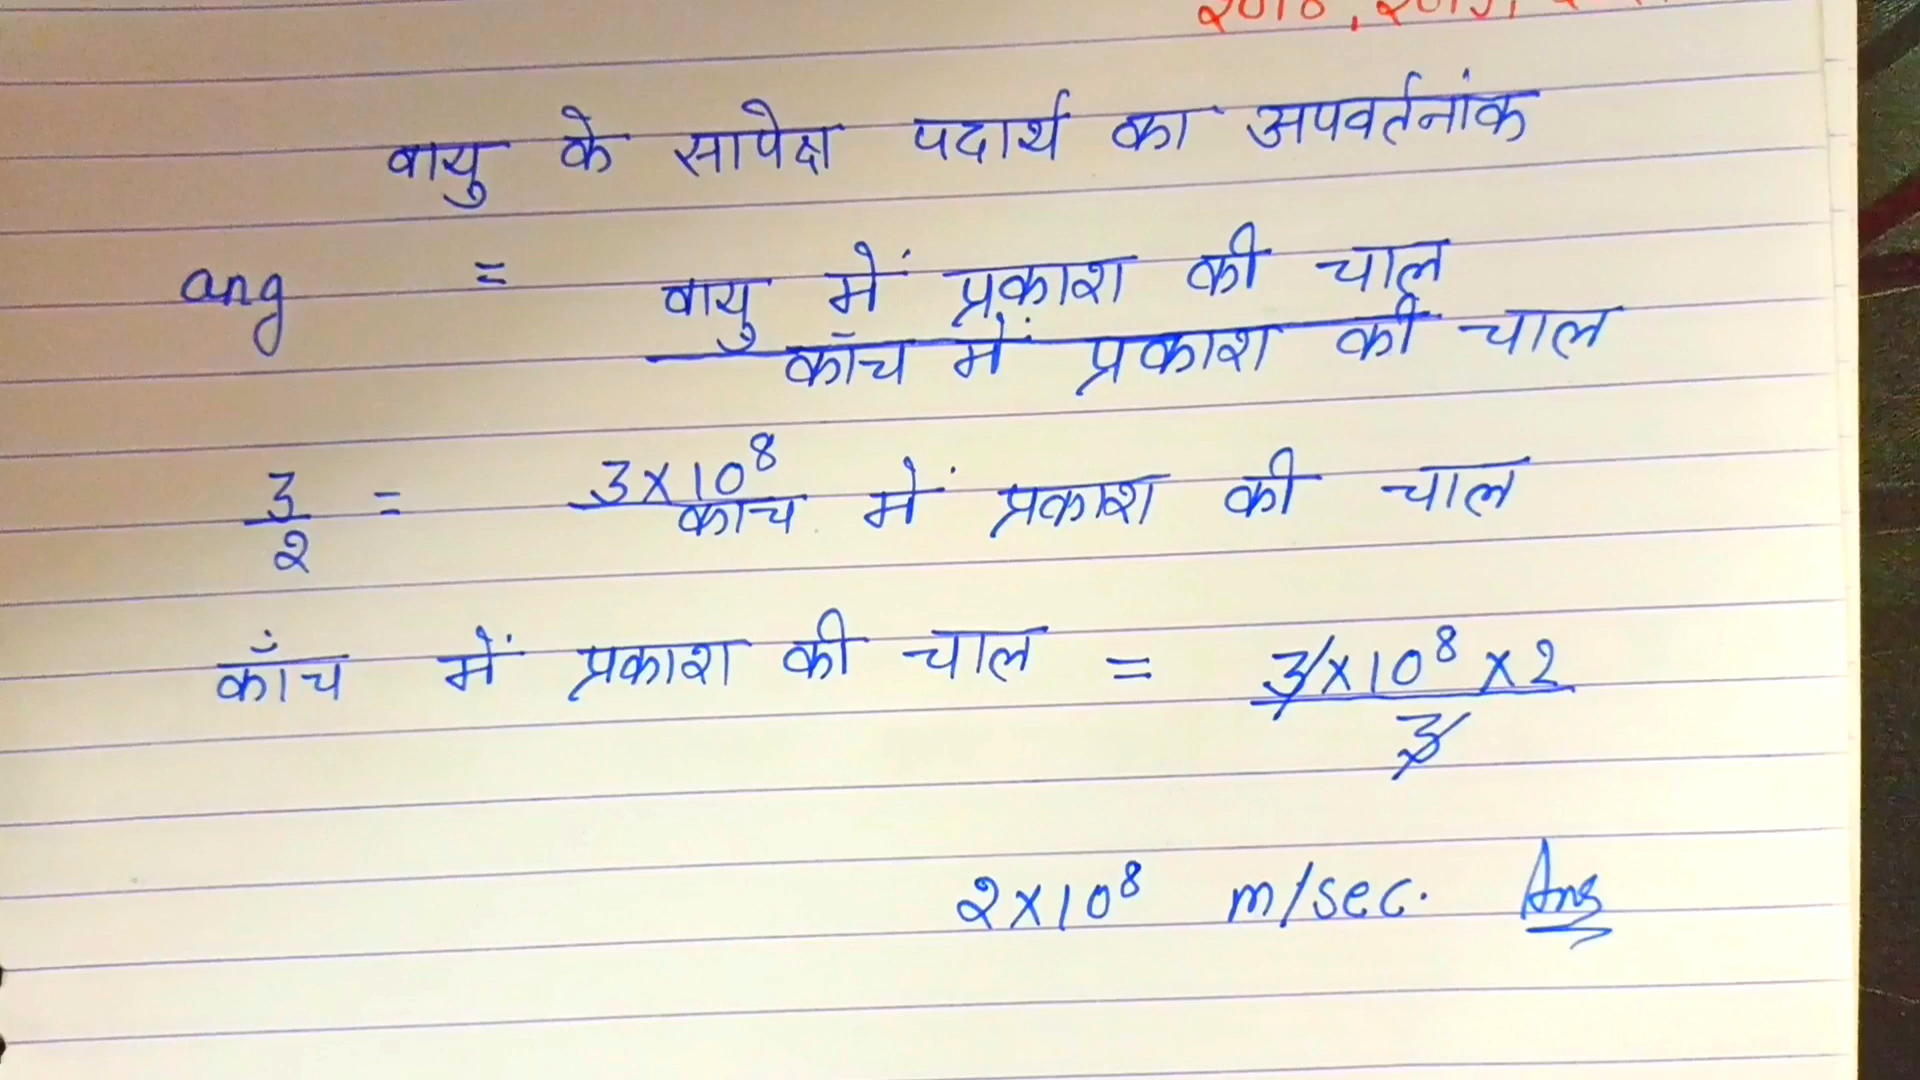 वायु के सापेक्ष पदार्थ का अपवर्तनांक
ang = वायु में प्रकाश की चाल
काँच में प्रकाश की चाल
3/2 = 3×10⁸ / काच में प्रकाश की चाल
काँच में प्रकाश की चाल = 3×10⁸×2 / 3
2×10⁸ m/sec. Ans